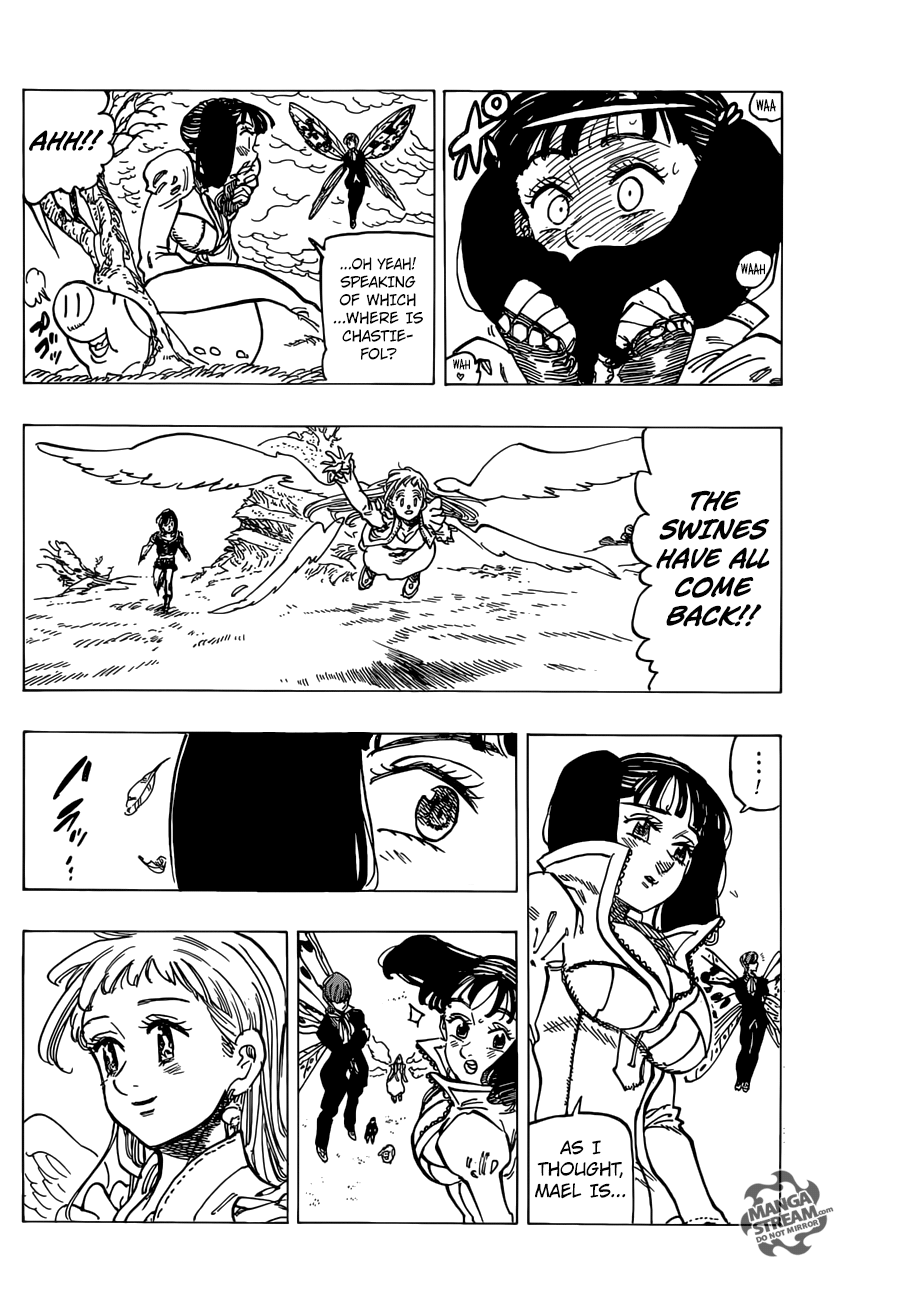 WAA
WAAH
WAH
♡
AHH!!
...OH YEAH!
SPEAKING
OF WHICH
...WHERE IS
CHASTIE-
FOL?
THE
SWINES
HAVE ALL
COME
BACK!!
...!
AS I
THOUGHT,
MAEL IS...
MANGA
STREAM.com
DO NOT MIRROR